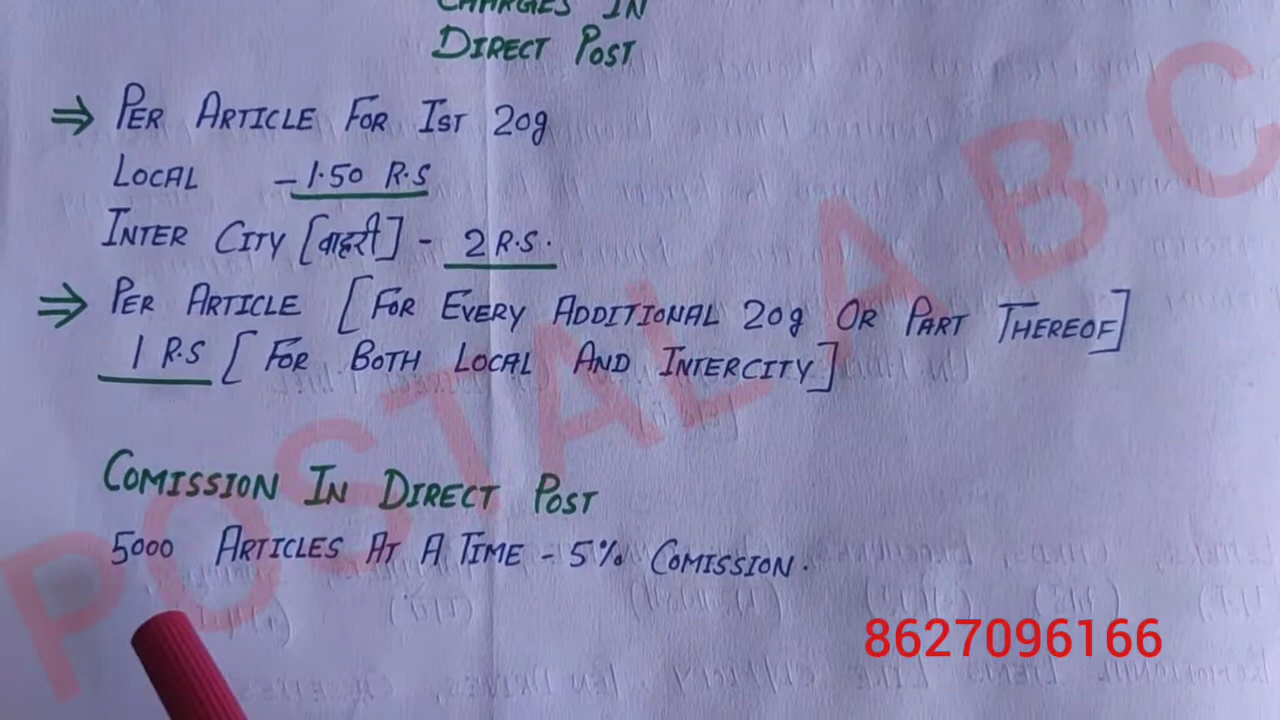 CHARGES IN
DIRECT POST
⇒ PER ARTICLE FOR IST 20g
LOCAL - 1.50 R.S
INTER CITY [बाहरी] - 2 R.S.
⇒ PER ARTICLE [FOR EVERY ADDITIONAL 20g OR PART THEREOF]
1 R.S [FOR BOTH LOCAL AND INTERCITY]
COMISSION IN DIRECT POST
5000 ARTICLES AT A TIME - 5% COMISSION.
8627096166
POSTAL ABC